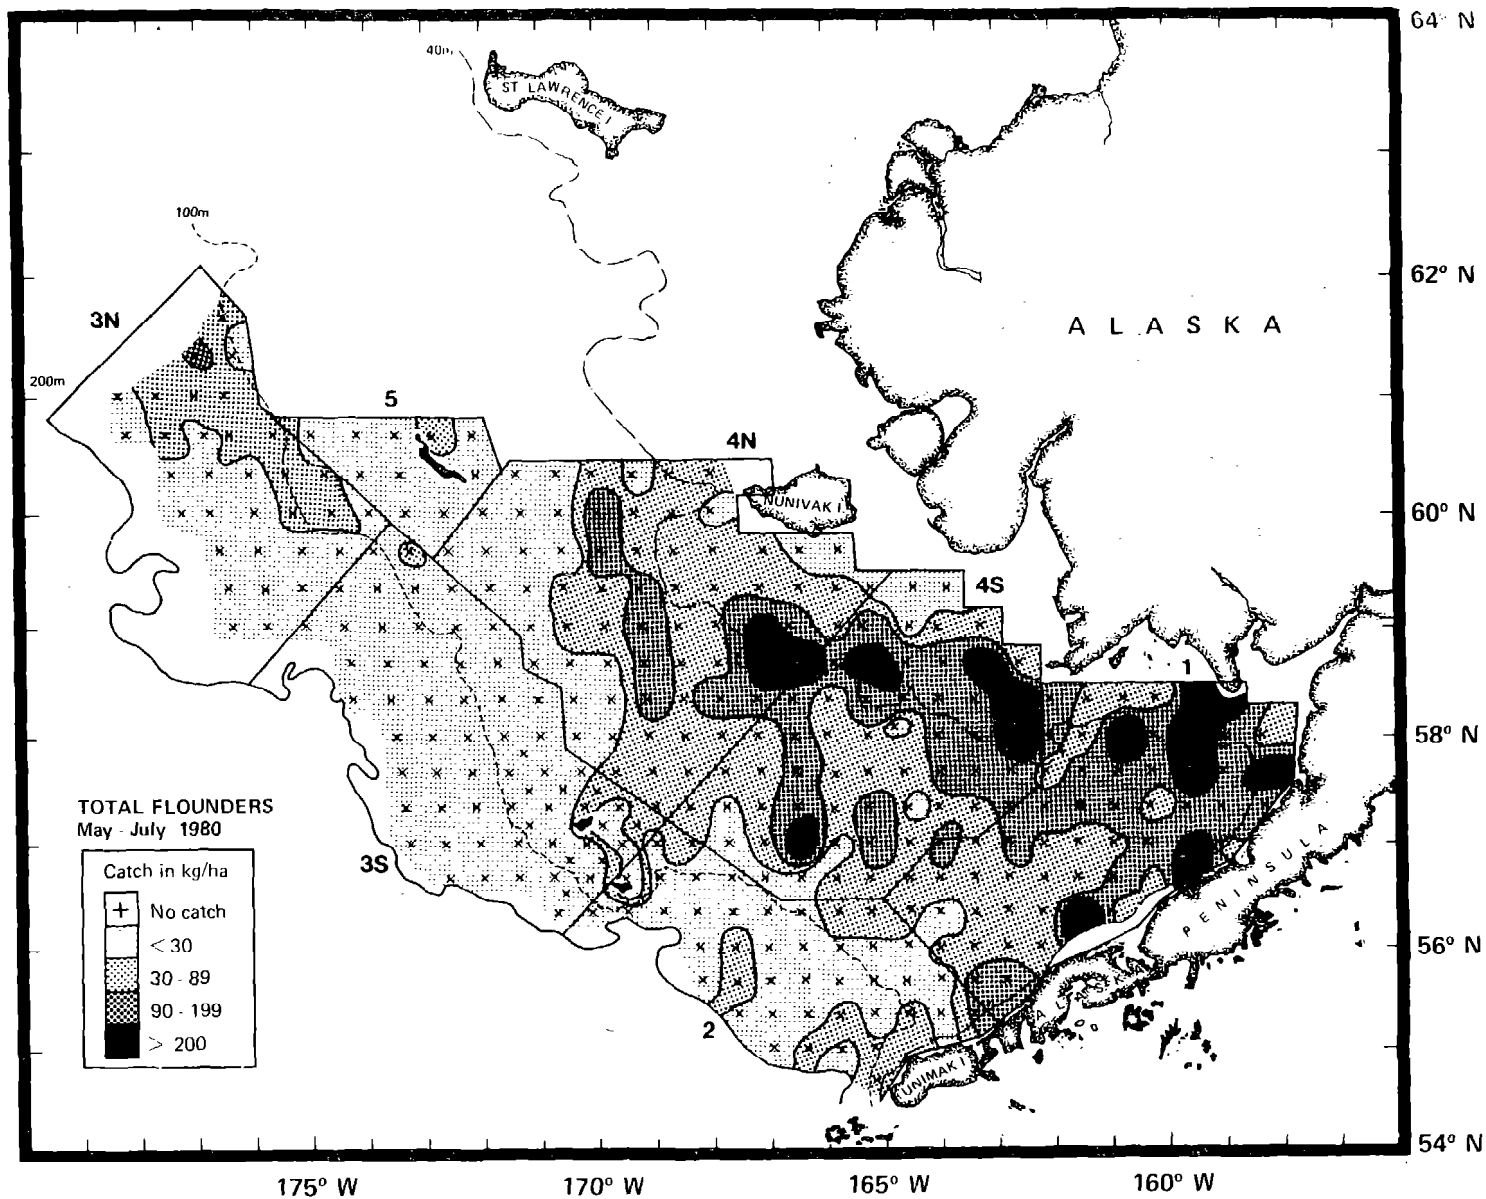 64° N
40m
ST LAWRENCE I
100m
62° N
3N
ALASKA
200m
5
4N
NUNIVAK I
60° N
4S
1
58° N
TOTAL FLOUNDERS
May - July 1980
3S
Catch in kg/ha
+ No catch
< 30
30 - 89
90 - 199
> 200
PENINSULA
56° N
ALASKA
2
UNIMAK I
54° N
175° W
170° W
165° W
160° W